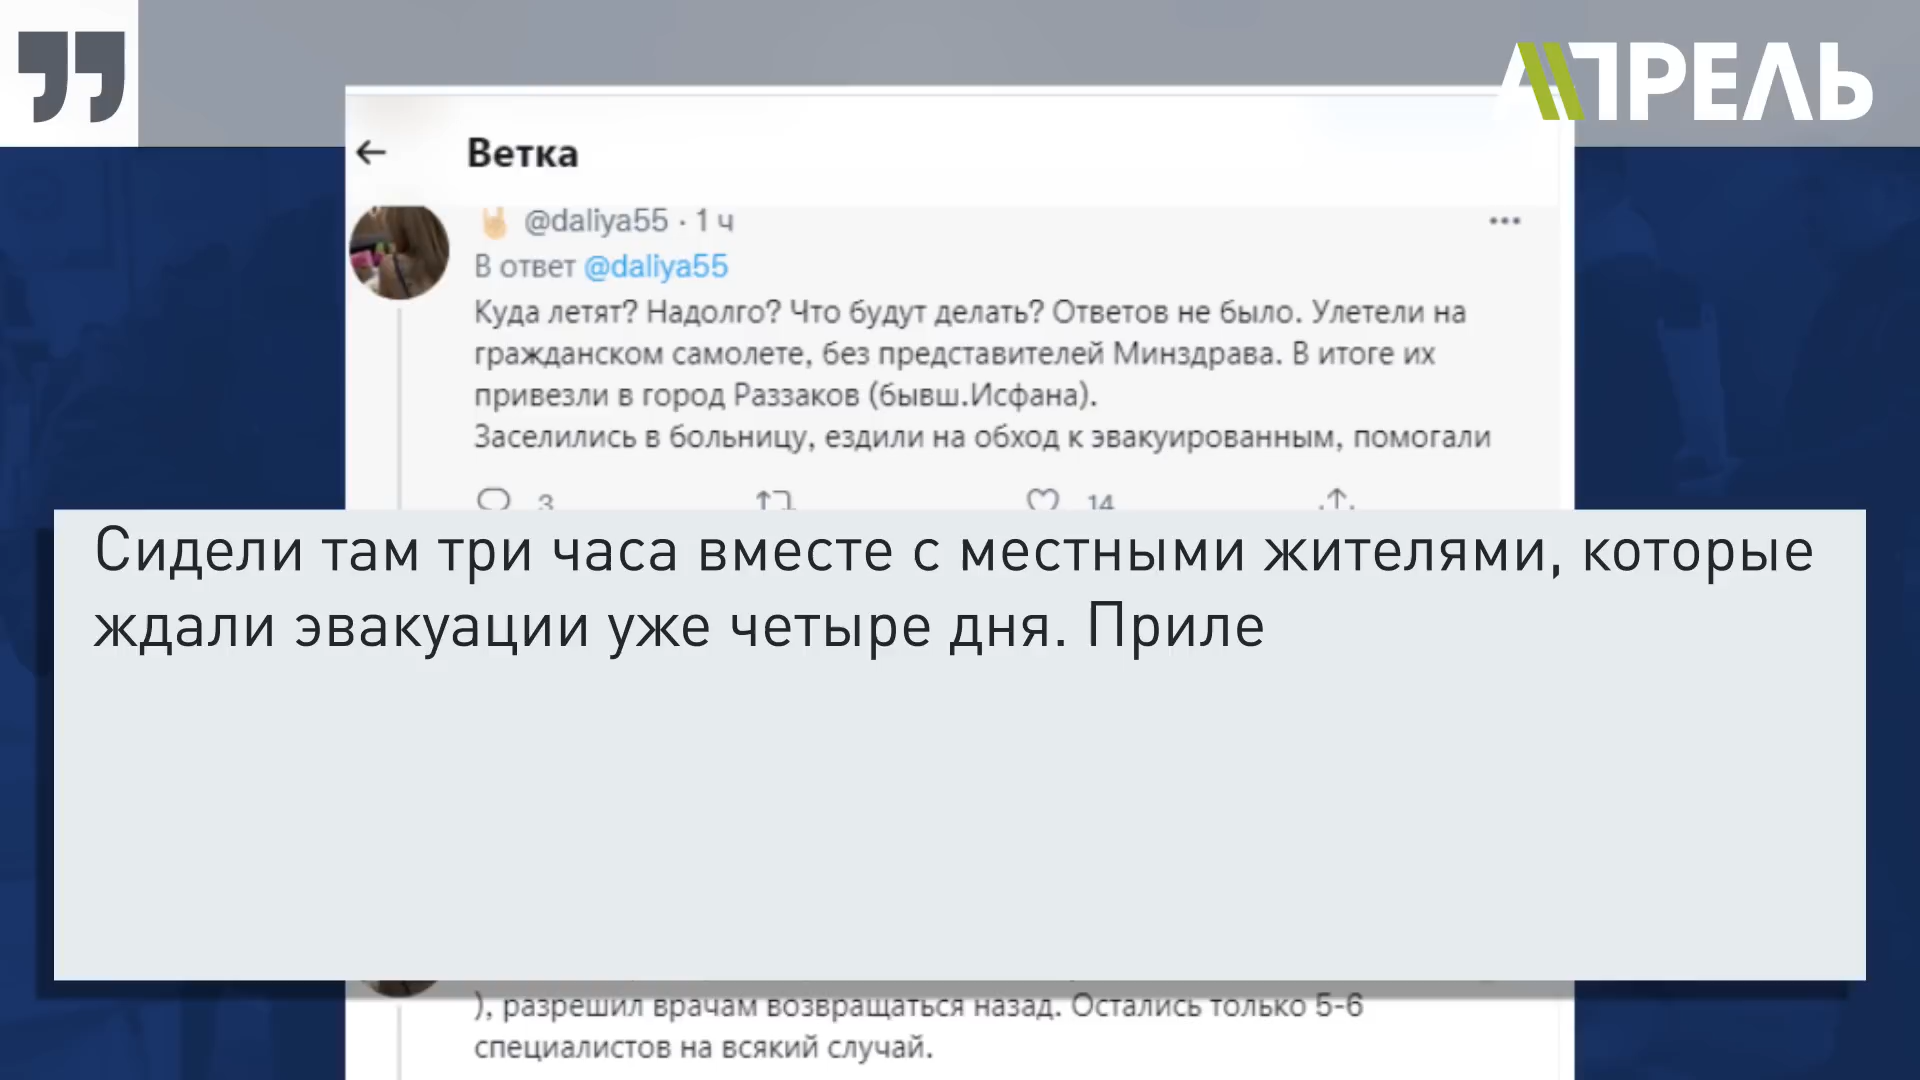 АПРЕЛЬ
Ветка
@daliya55 · 1 ч
В ответ @daliya55
Куда летят? Надолго? Что будут делать? Ответов не было. Улетели на
гражданском самолете, без представителей Минздрава. В итоге их
привезли в город Раззаков (бывш.Исфана).
Заселились в больницу, ездили на обход к эвакуированным, помогали
3 14
Сидели там три часа вместе с местными жителями, которые
ждали эвакуации уже четыре дня. Приле
), разрешил врачам возвращаться назад. Остались только 5-6
специалистов на всякий случай.